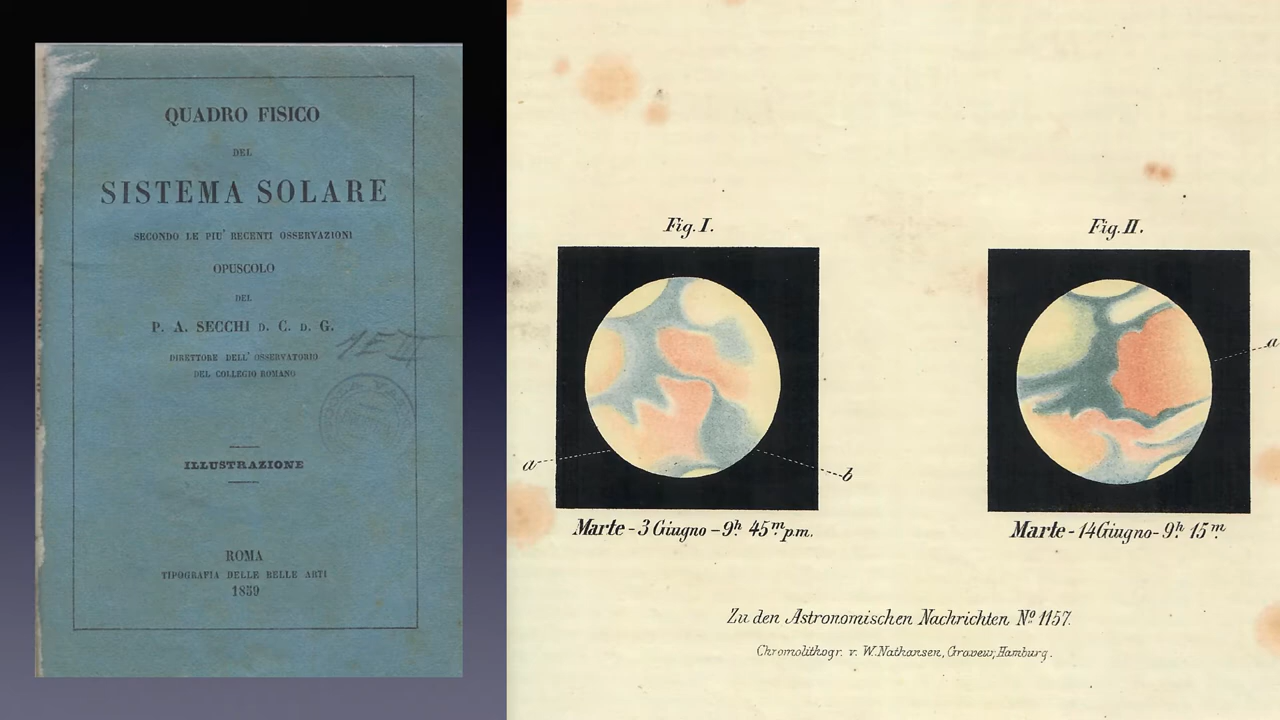 QUADRO FISICO
DEL
SISTEMA SOLARE
SECONDO LE PIU' RECENTI OSSERVAZIONI
OPUSCOLO
DEL
P. A. SECCHI D. C. D. G.
DIRETTORE DELL' OSSERVATORIO
DEL COLLEGIO ROMANO
ILLUSTRAZIONE
ROMA
TIPOGRAFIA DELLE BELLE ARTI
1859
Fig. I.
a
b
Marte - 3 Giugno - 9h. 45m. p.m.
Fig. II.
a
Marte - 14 Giugno - 9h. 15m.
Zu den Astronomischen Nachrichten No. 1157.
Chromolithogr. v. W. Nathansen, Graveur, Hamburg.